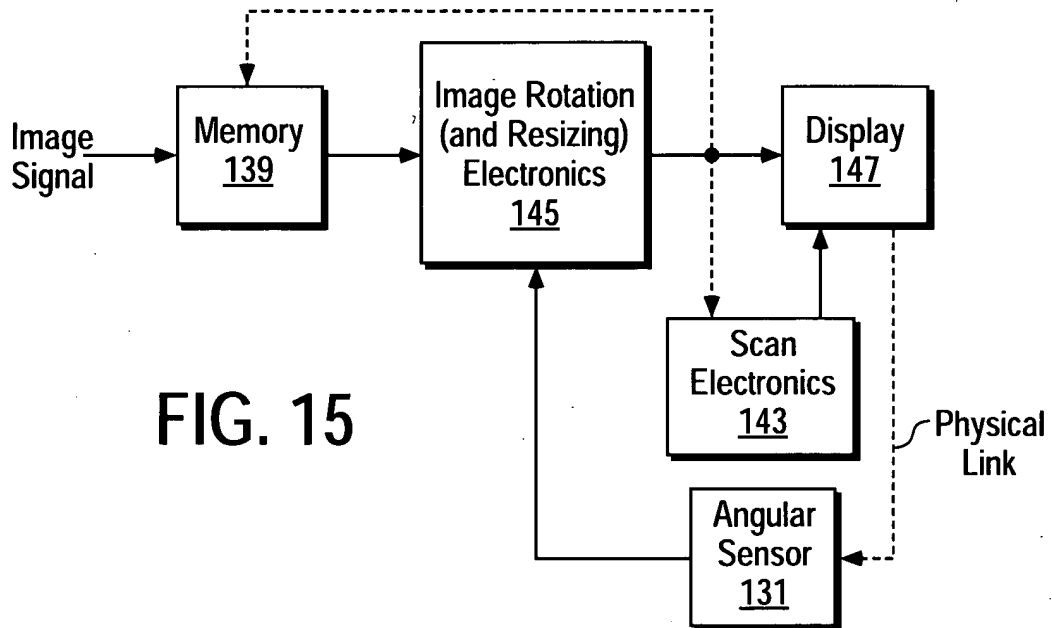 Image
Signal
Memory
139
Image Rotation
(and Resizing)
Electronics
145
Display
147
Scan
Electronics
143
Physical
Link
Angular
Sensor
131
FIG. 15